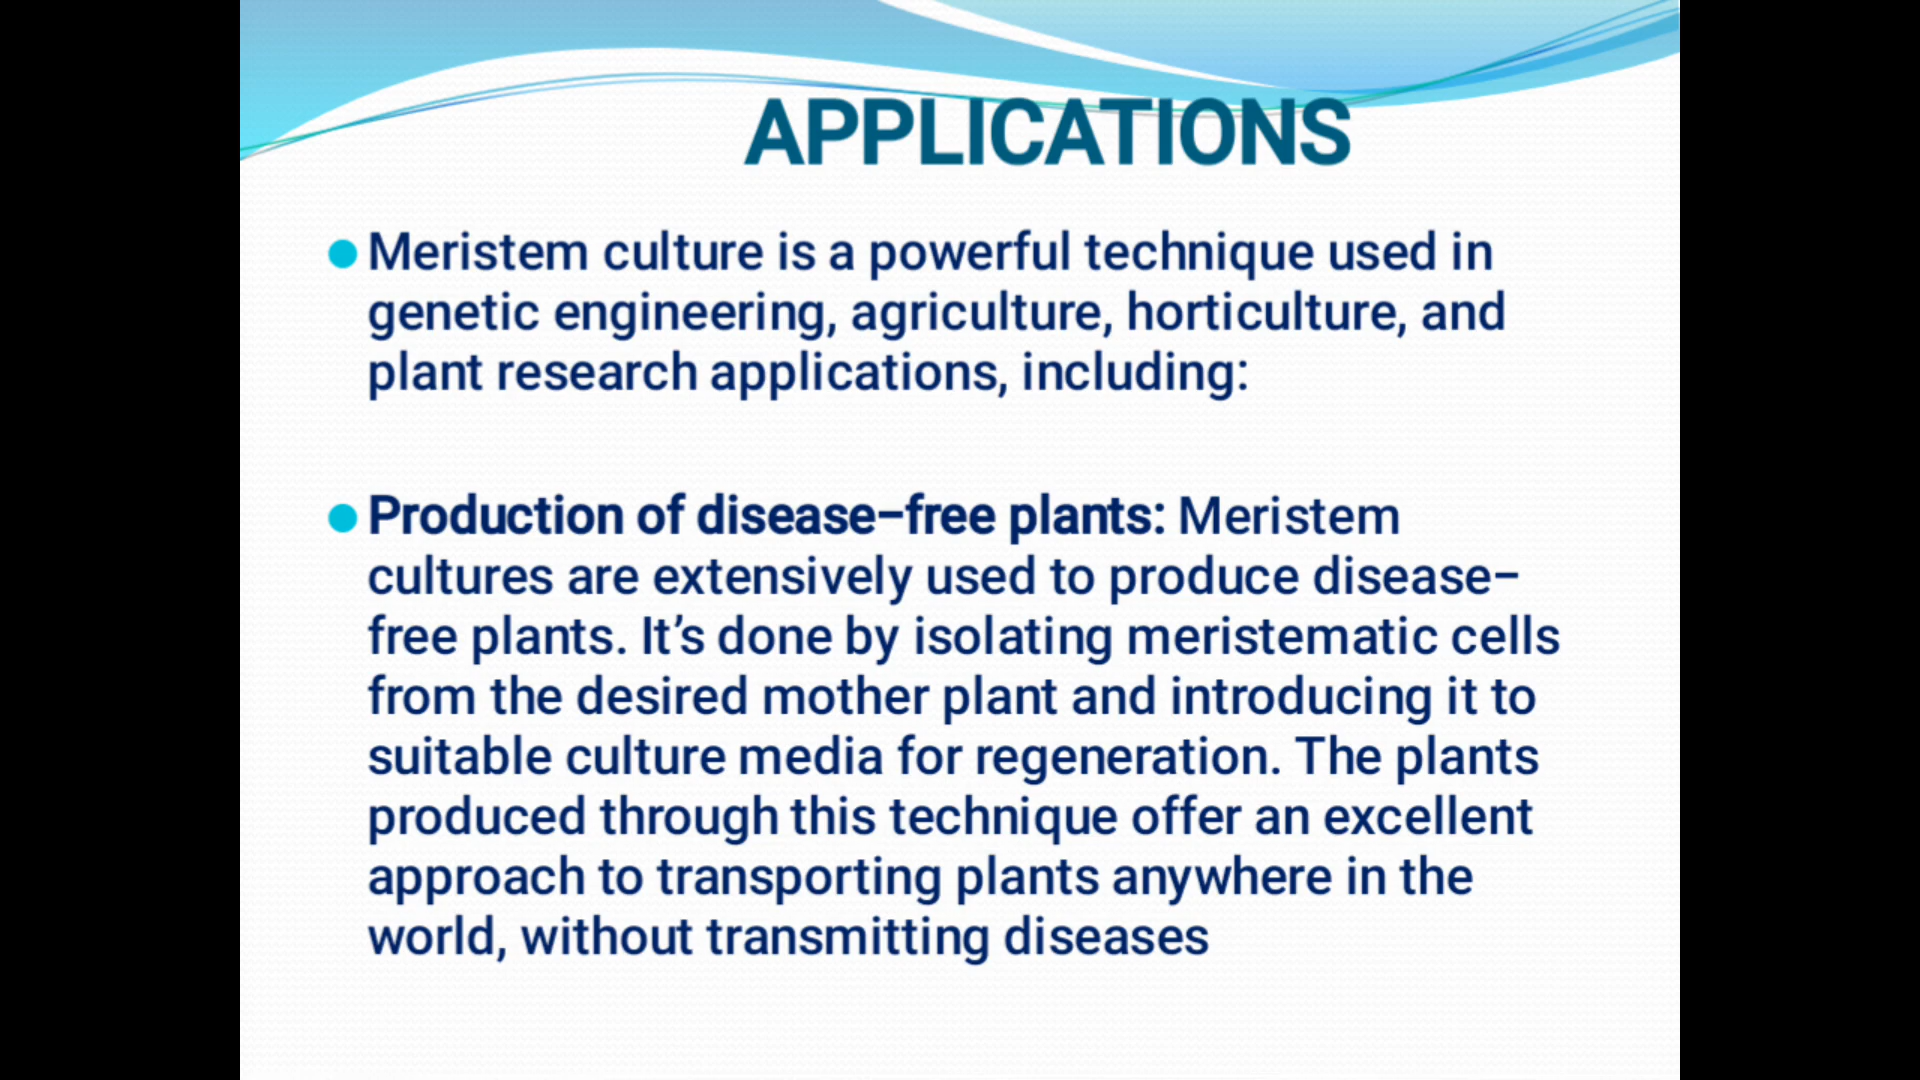 APPLICATIONS
Meristem culture is a powerful technique used in
genetic engineering, agriculture, horticulture, and
plant research applications, including:
Production of disease-free plants: Meristem
cultures are extensively used to produce disease-
free plants. It’s done by isolating meristematic cells
from the desired mother plant and introducing it to
suitable culture media for regeneration. The plants
produced through this technique offer an excellent
approach to transporting plants anywhere in the
world, without transmitting diseases